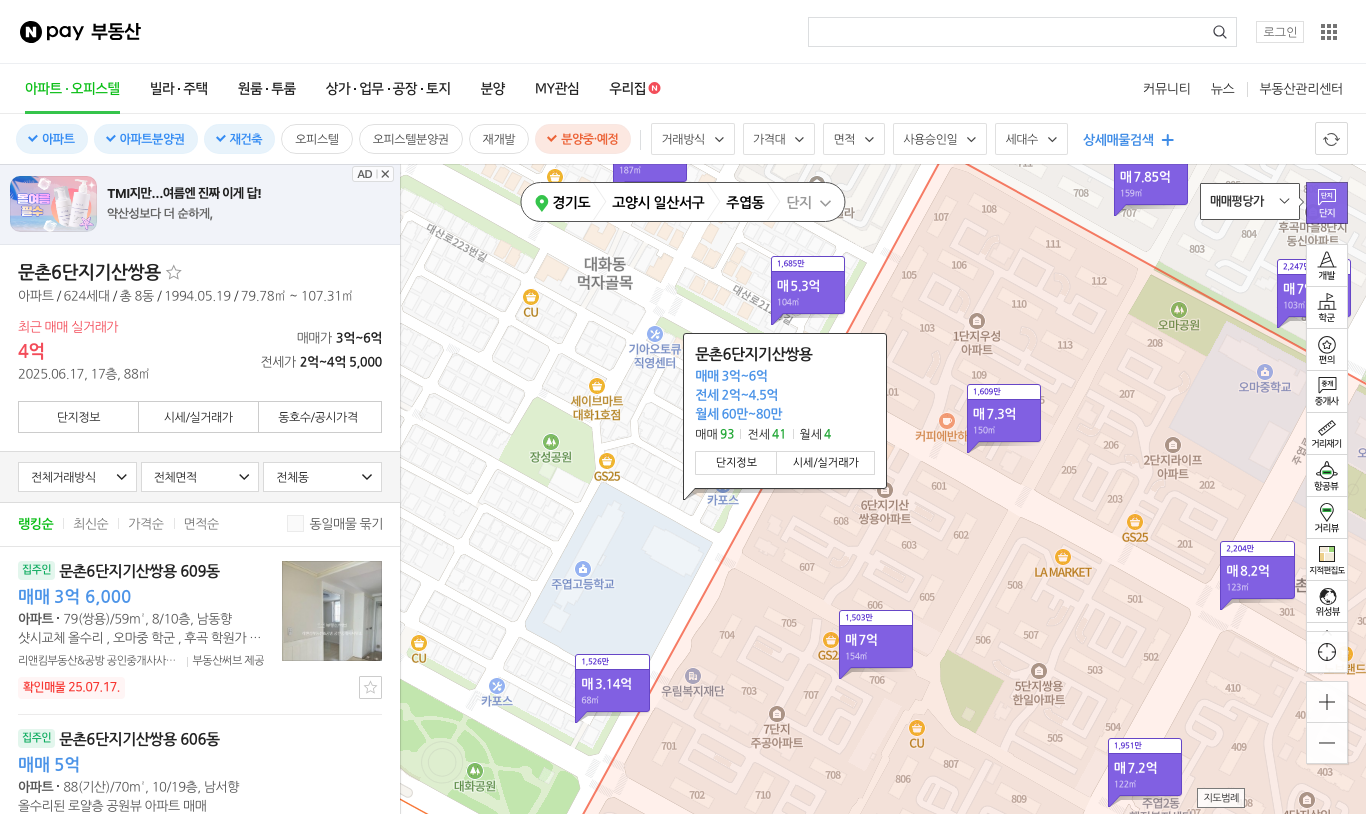 N pay 부동산
로그인
아파트·오피스텔 빌라·주택 원룸·투룸 상가·업무·공장·토지 분양 MY관심 우리집 N
커뮤니티 뉴스 부동산관리센터
아파트 아파트분양권 재건축 오피스텔 오피스텔분양권 재개발 분양중·예정
거래방식 가격대 면적 사용승인일 세대수 상세매물검색
올여름 필수
TMI지만...여름엔 진짜 이게 답!
약산성보다 더 순하게,
AD
문촌6단지기산쌍용
아파트 / 624세대 / 총 8동 / 1994.05.19 / 79.78㎡ ~ 107.31㎡
최근 매매 실거래가
4억
2025.06.17, 17층, 88㎡
매매가 3억~6억
전세가 2억~4억 5,000
단지정보 시세/실거래가 동호수/공시가격
전체거래방식 전체면적 전체동
랭킹순 최신순 가격순 면적순
동일매물 묶기
집주인 문촌6단지기산쌍용 609동
매매 3억 6,000
아파트 · 79(쌍용)/59㎡, 8/10층, 남동향
샷시교체 올수리 , 오마중 학군 , 후곡 학원가 …
리앤킴부동산&공방 공인중개사사… 부동산써브 제공
확인매물 25.07.17.
집주인 문촌6단지기산쌍용 606동
매매 5억
아파트 · 88(기산)/70㎡, 10/19층, 남서향
올수리된 로얄층 공원뷰 아파트 매매
경기도 고양시 일산서구 주엽동 단지
187㎡
매7.85억
159㎡
707
708
매매평당가
단지
단지
803
804
후곡마을8단지
동신아파트
대산로223번길
대화동
먹자골목
대산로213번길
1,685만
매5.3억
104㎡
107
108
111
105
106
112
113
110
103
109
101
1단지우성
아파트
오마공원
208
207
206
205
203
201
202
오마중학교
2,247만
매7
103㎡
CU
기아오토큐
직영센터
세이브마트
대화1호점
장성공원
GS25
문촌6단지기산쌍용
매매 3억~6억
전세 2억~4.5억
월세 60만~80만
매매 93 전세 41 월세 4
단지정보 시세/실거래가
카포스
1,609만
매7.3억
150㎡
커피에반하
2단지라이프
아파트
6단지기산
쌍용아파트
601
602
607
606
605
GS25
LA MARKET
508
507
501
502
503
504
505
2,204만
매8.2억
123㎡
주엽고등학교
1,503만
매7억
154㎡
GS2
704
705
706
703
707
701
702
710
우림복지재단
CU
1,526만
매3.14억
68㎡
카포스
7단지
주공아파트
5단지쌍용
한일아파트
CU
806
807
808
809
대화공원
1,951만
매7.2억
122㎡
주엽2동
410
409
403
지도범례
개발
학군
편의
중개
중개사
거리재기
항공뷰
거리뷰
지적편집도
위성뷰